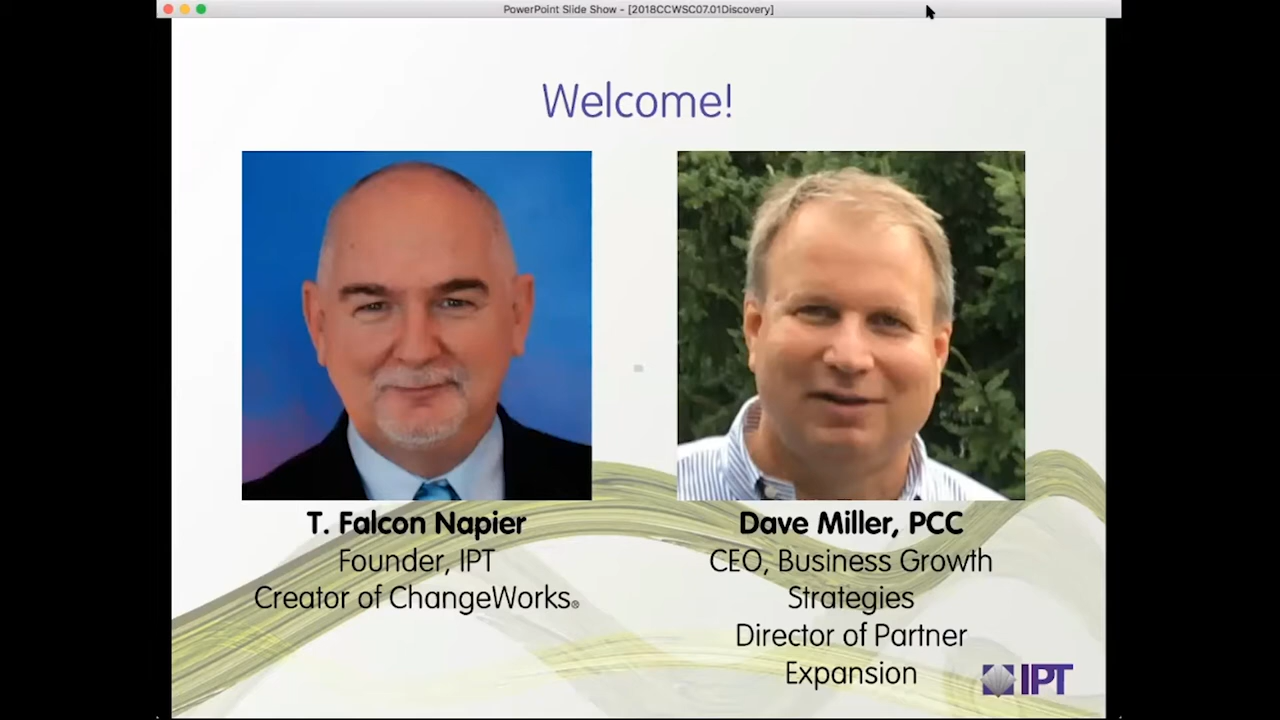 PowerPoint Slide Show - [2018CCWSC07.01Discovery]
Welcome!
T. Falcon Napier
Founder, IPT
Creator of ChangeWorks®
Dave Miller, PCC
CEO, Business Growth
Strategies
Director of Partner
Expansion
IPT